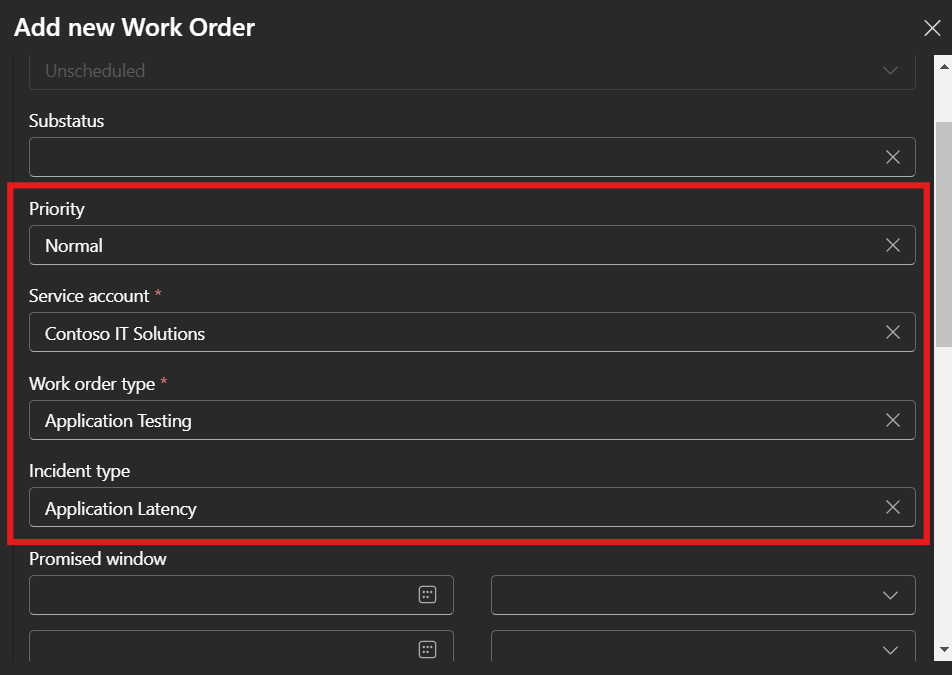 Add new Work Order
Unscheduled
Substatus
Priority
Normal
Service account *
Contoso IT Solutions
Work order type *
Application Testing
Incident type
Application Latency
Promised window